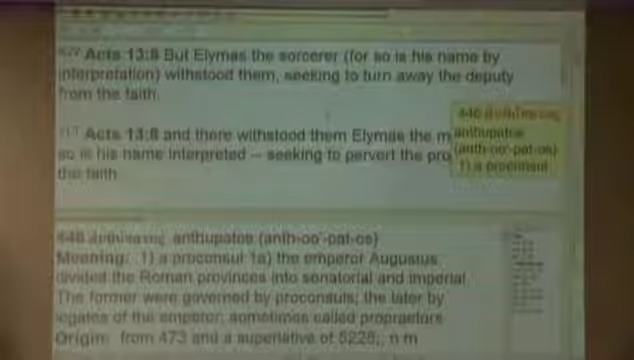 Acts 13:8 But Elymas the sorcerer (for so is his name by
interpretation) withstood them, seeking to turn away the deputy
from the faith.
Acts 13:8 and there withstood them Elymas the m
so is his name interpreted -- seeking to pervert the pro
the faith
446 ἀνθύπατος
anthupatos
(anth-oo'-pat-os)
1) a proconsul
446 ἀνθύπατος anthupatos (anth-oo'-pat-os)
Meaning: 1) a proconsul 1a) the emperor Augustus
divided the Roman provinces into senatorial and imperial.
The former were governed by proconsuls; the later by
legates of the emperor, sometimes called propraetors
Origin: from 473 and a superlative of 5228;; n m